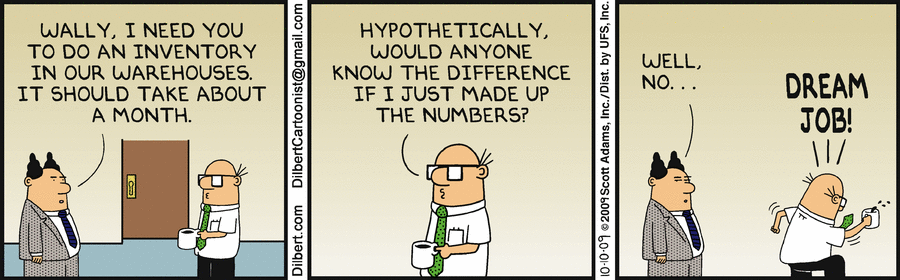 WALLY, I NEED YOU
TO DO AN INVENTORY
IN OUR WAREHOUSES.
IT SHOULD TAKE ABOUT
A MONTH.
Dilbert.com DilbertCartoonist@gmail.com
HYPOTHETICALLY,
WOULD ANYONE
KNOW THE DIFFERENCE
IF I JUST MADE UP
THE NUMBERS?
10-10-09 ©2009 Scott Adams, Inc./Dist. by UFS, Inc.
WELL,
NO...
DREAM
JOB!